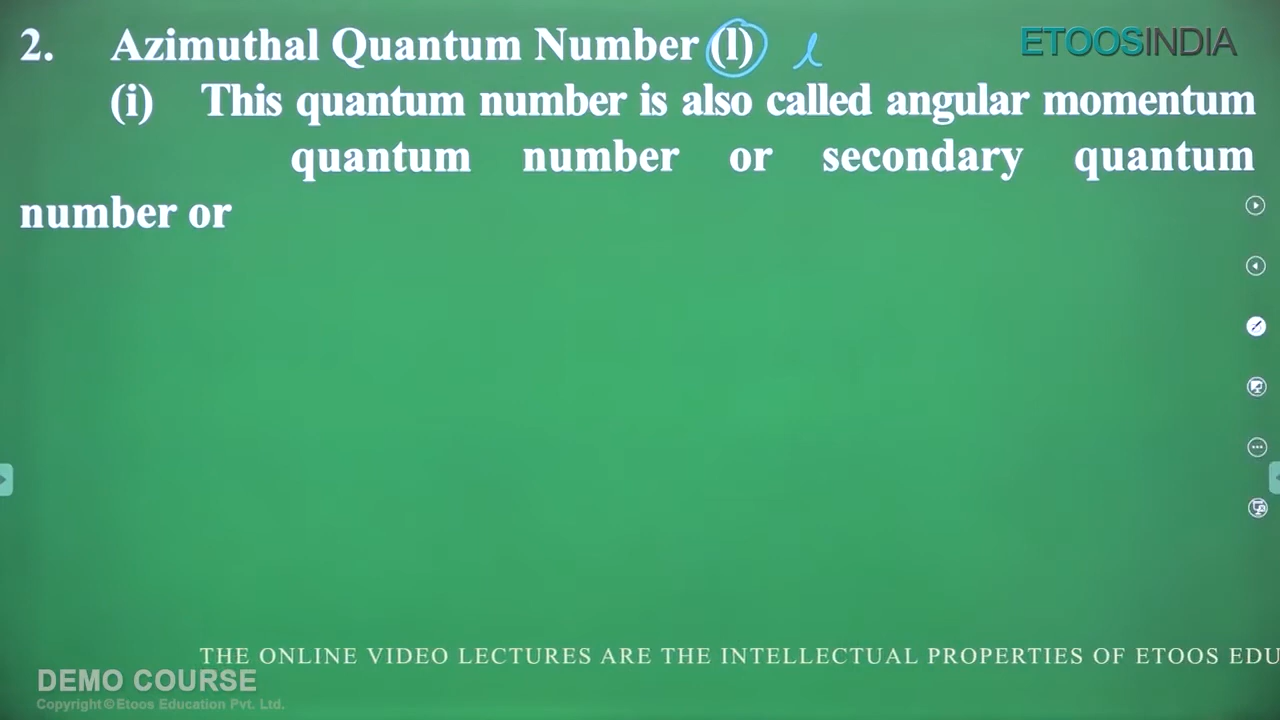 2. Azimuthal Quantum Number (l) l
ETOOSINDIA
(i) This quantum number is also called angular momentum
quantum number or secondary quantum
number or
THE ONLINE VIDEO LECTURES ARE THE INTELLECTUAL PROPERTIES OF ETOOS EDU
DEMO COURSE
Copyright © Etoos Education Pvt. Ltd.